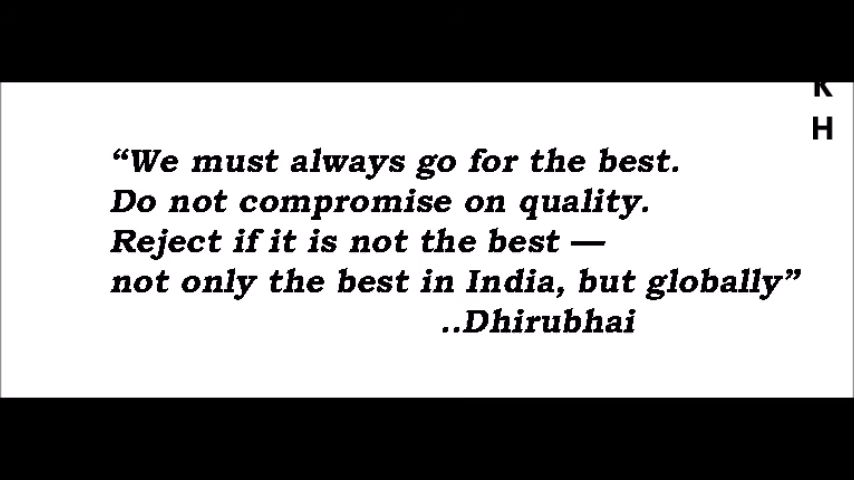 K
H
“We must always go for the best.
Do not compromise on quality.
Reject if it is not the best —
not only the best in India, but globally”
..Dhirubhai